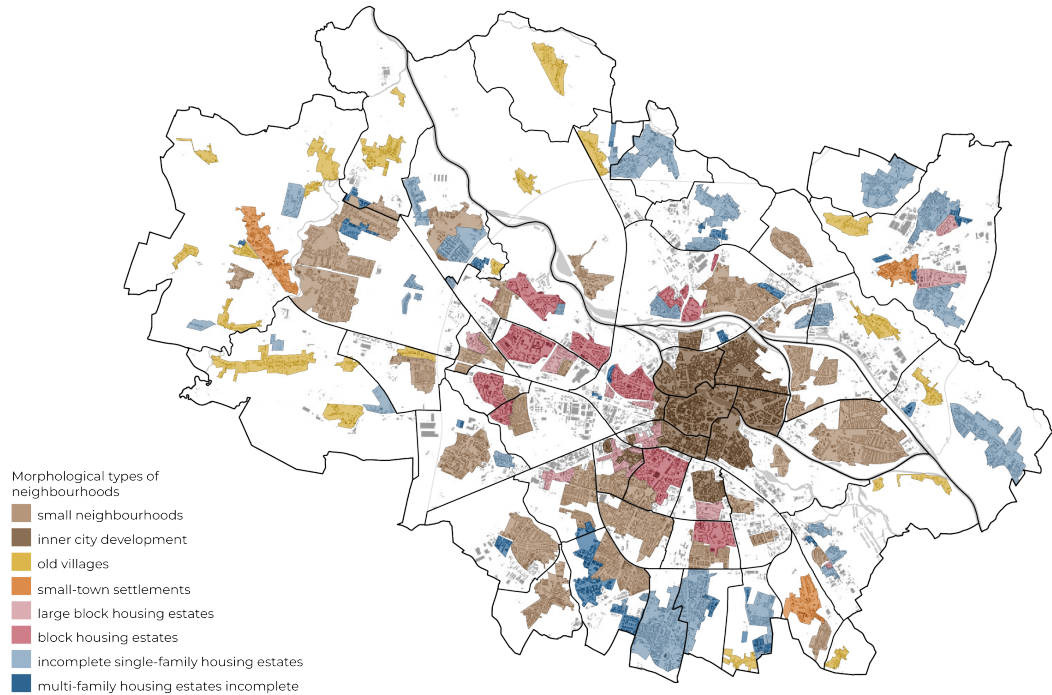 Morphological types of
neighbourhoods
small neighbourhoods
inner city development
old villages
small-town settlements
large block housing estates
block housing estates
incomplete single-family housing estates
multi-family housing estates incomplete